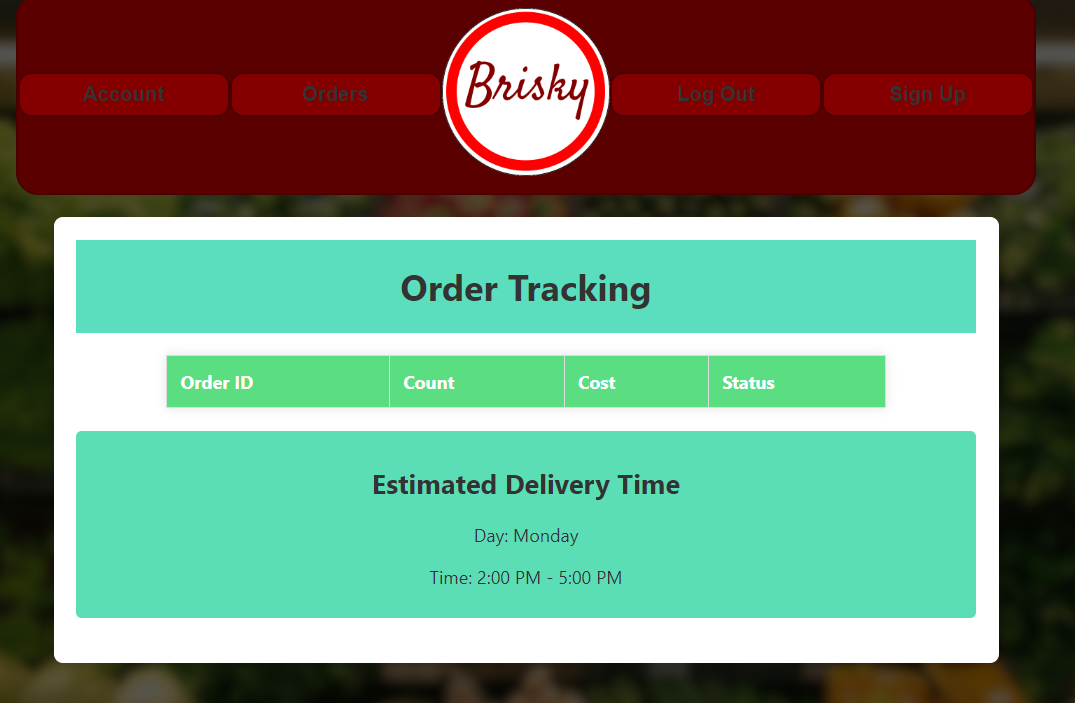 Account
Orders
Brisky
Log Out
Sign Up
Order Tracking
Order ID Count Cost Status
Estimated Delivery Time
Day: Monday
Time: 2:00 PM - 5:00 PM